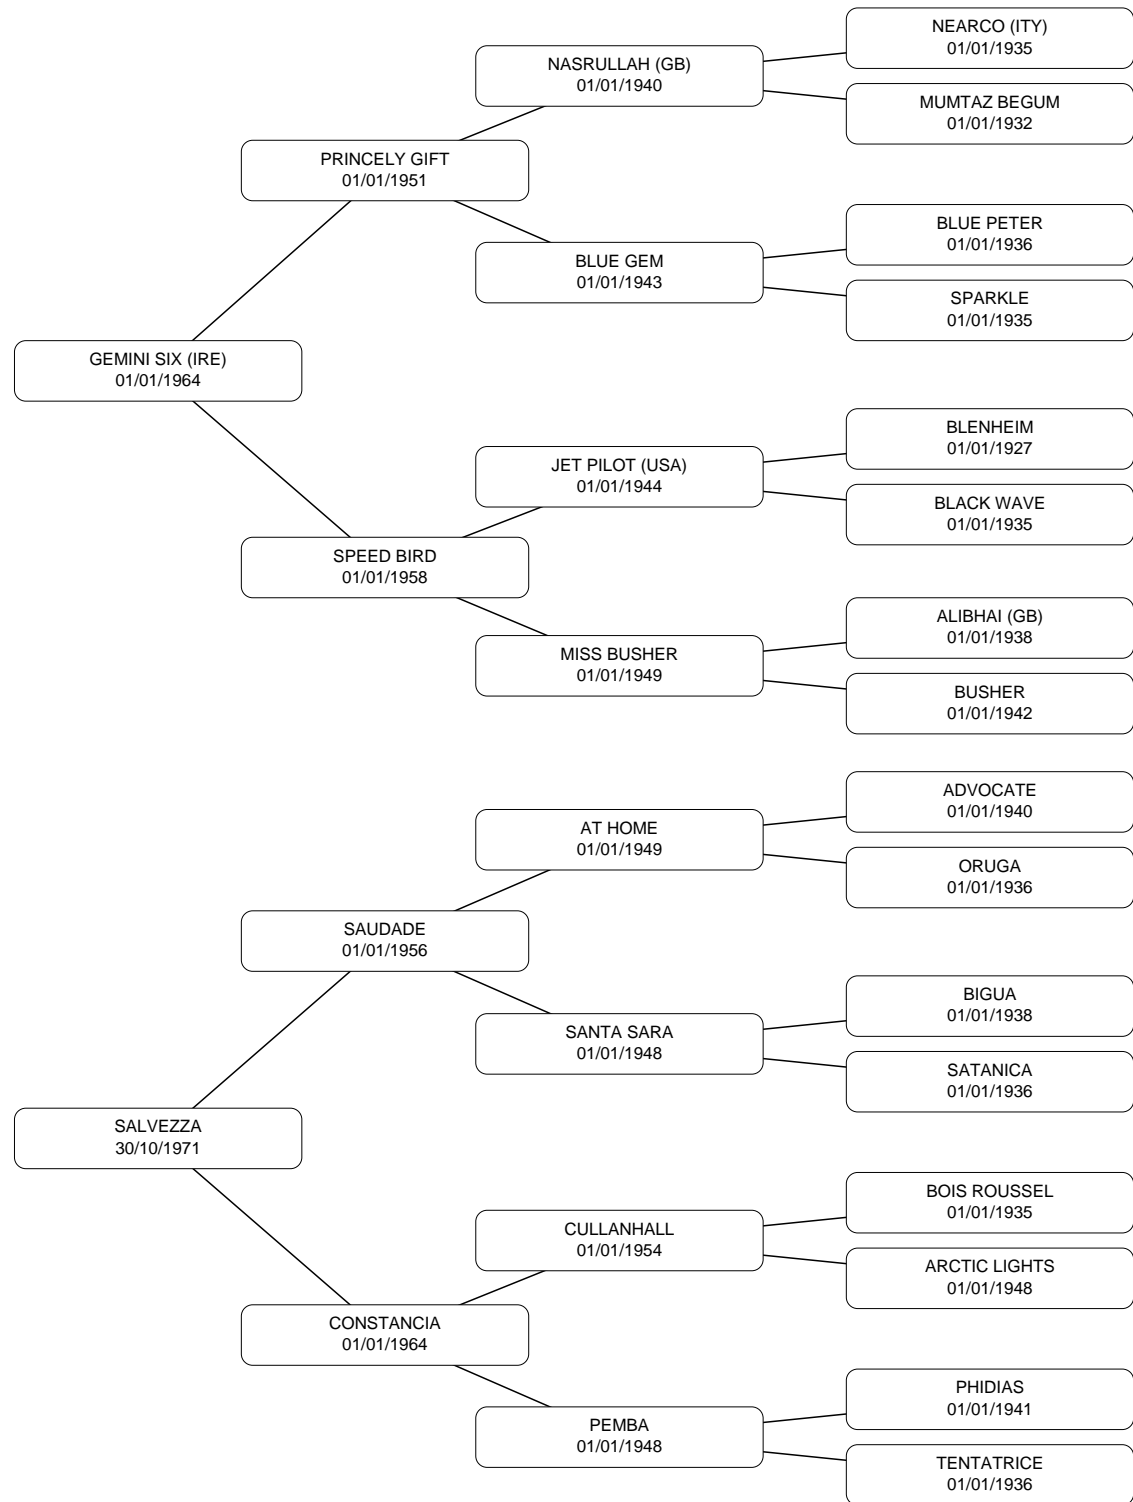 NEARCO (ITY)
01/01/1935
NASRULLAH (GB)
01/01/1940
MUMTAZ BEGUM
01/01/1932
PRINCELY GIFT
01/01/1951
BLUE PETER
01/01/1936
BLUE GEM
01/01/1943
SPARKLE
01/01/1935
GEMINI SIX (IRE)
01/01/1964
BLENHEIM
01/01/1927
JET PILOT (USA)
01/01/1944
BLACK WAVE
01/01/1935
SPEED BIRD
01/01/1958
ALIBHAI (GB)
01/01/1938
MISS BUSHER
01/01/1949
BUSHER
01/01/1942
ADVOCATE
01/01/1940
AT HOME
01/01/1949
ORUGA
01/01/1936
SAUDADE
01/01/1956
BIGUA
01/01/1938
SANTA SARA
01/01/1948
SATANICA
01/01/1936
SALVEZZA
30/10/1971
BOIS ROUSSEL
01/01/1935
CULLANHALL
01/01/1954
ARCTIC LIGHTS
01/01/1948
CONSTANCIA
01/01/1964
PHIDIAS
01/01/1941
PEMBA
01/01/1948
TENTATRICE
01/01/1936